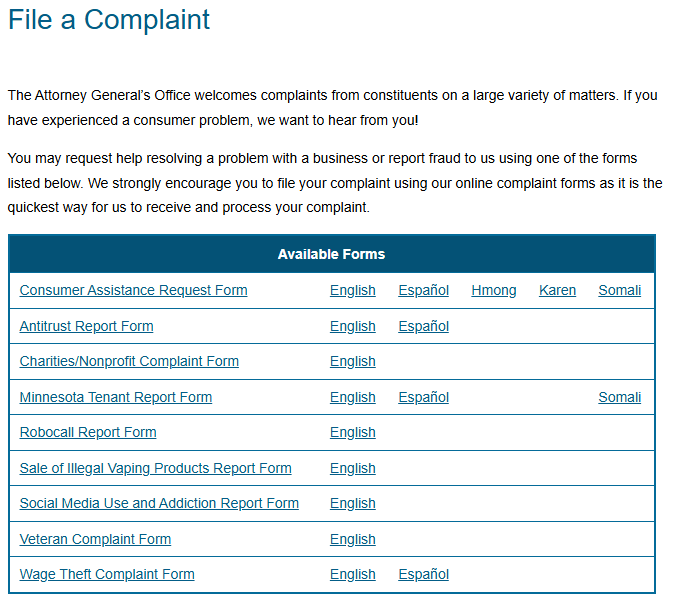 File a Complaint
The Attorney General's Office welcomes complaints from constituents on a large variety of matters. If you
have experienced a consumer problem, we want to hear from you!
You may request help resolving a problem with a business or report fraud to us using one of the forms
listed below. We strongly encourage you to file your complaint using our online complaint forms as it is the
quickest way for us to receive and process your complaint.
Available Forms
Consumer Assistance Request Form English Español Hmong Karen Somali
Antitrust Report Form English Español
Charities/Nonprofit Complaint Form English
Minnesota Tenant Report Form English Español Somali
Robocall Report Form English
Sale of Illegal Vaping Products Report Form English
Social Media Use and Addiction Report Form English
Veteran Complaint Form English
Wage Theft Complaint Form English Español